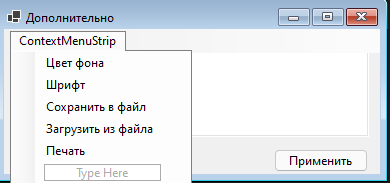 Дополнительно
ContextMenuStrip
Цвет фона
Шрифт
Сохранить в файл
Загрузить из файла
Печать
Type Here
Применить